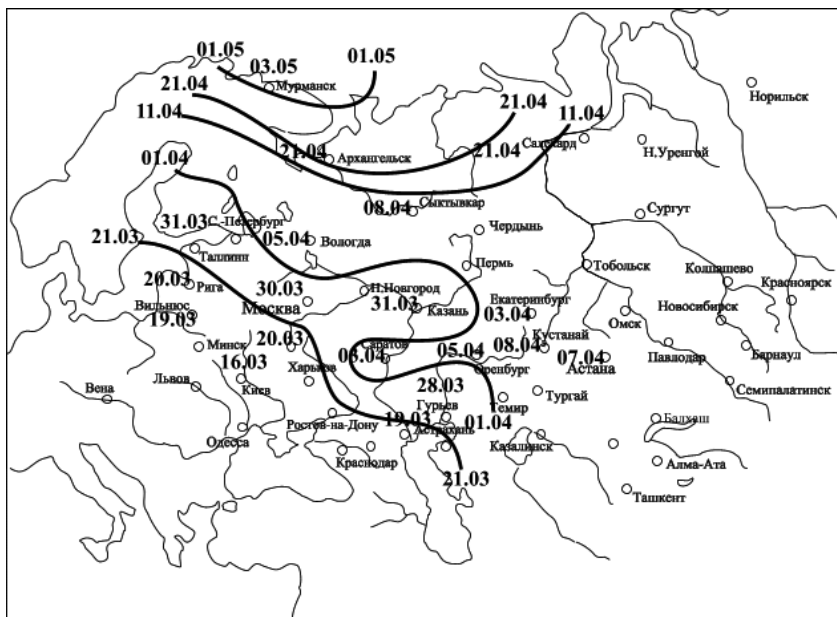 01.05
01.05
03.05
Мурманск
21.04
11.04
21.04
11.04
Норильск
21.04
Архангельск
21.04
Салехард
Н.Уренгой
01.04
08.04
Сыктывкар
Сургут
31.03
С.-Петербург
Чердынь
21.03
05.04
Вологда
Таллинн
Пермь
Тобольск
20.03
Рига
30.03
Н.Новгород
Колпашево
Красноярск
Вильнюс
Москва
31.03
Казань
Екатеринбург
03.04
Новосибирск
19.03
Омск
Кустанай
Минск
20.03
Саратов
03.04
05.04
08.04
07.04
Павлодар
Барнаул
16.03
Оренбург
Астана
Харьков
Львов
Киев
28.03
Семипалатинск
Вена
Тургай
Гурьев
Темир
Ростов-на-Дону
19.03
01.04
Балхаш
Одесса
Астрахань
Казалинск
Краснодар
Алма-Ата
21.03
Ташкент